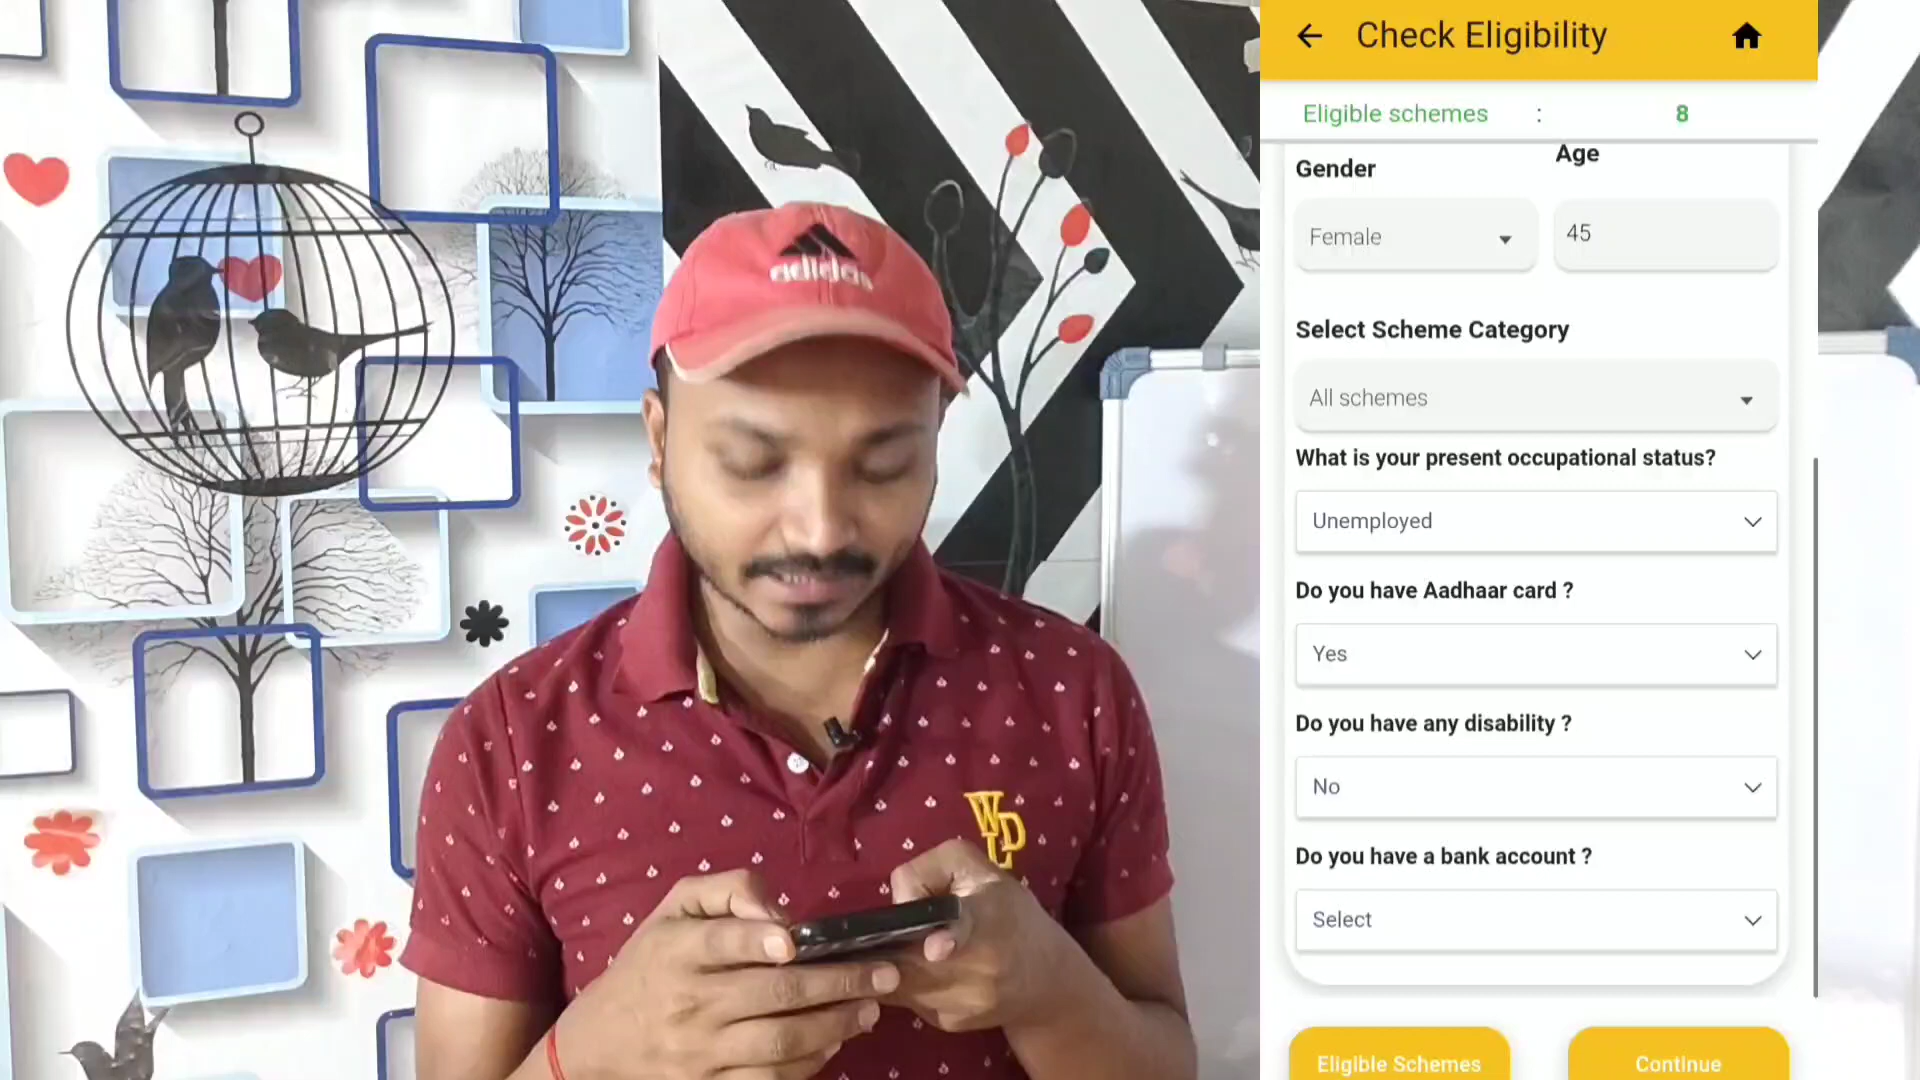 Check Eligibility
Eligible schemes : 8
Gender
Age
Female
45
Select Scheme Category
All schemes
What is your present occupational status?
Unemployed
Do you have Aadhaar card ?
Yes
Do you have any disability ?
No
Do you have a bank account ?
Select
Eligible Schemes
Continue
adidas
WLD